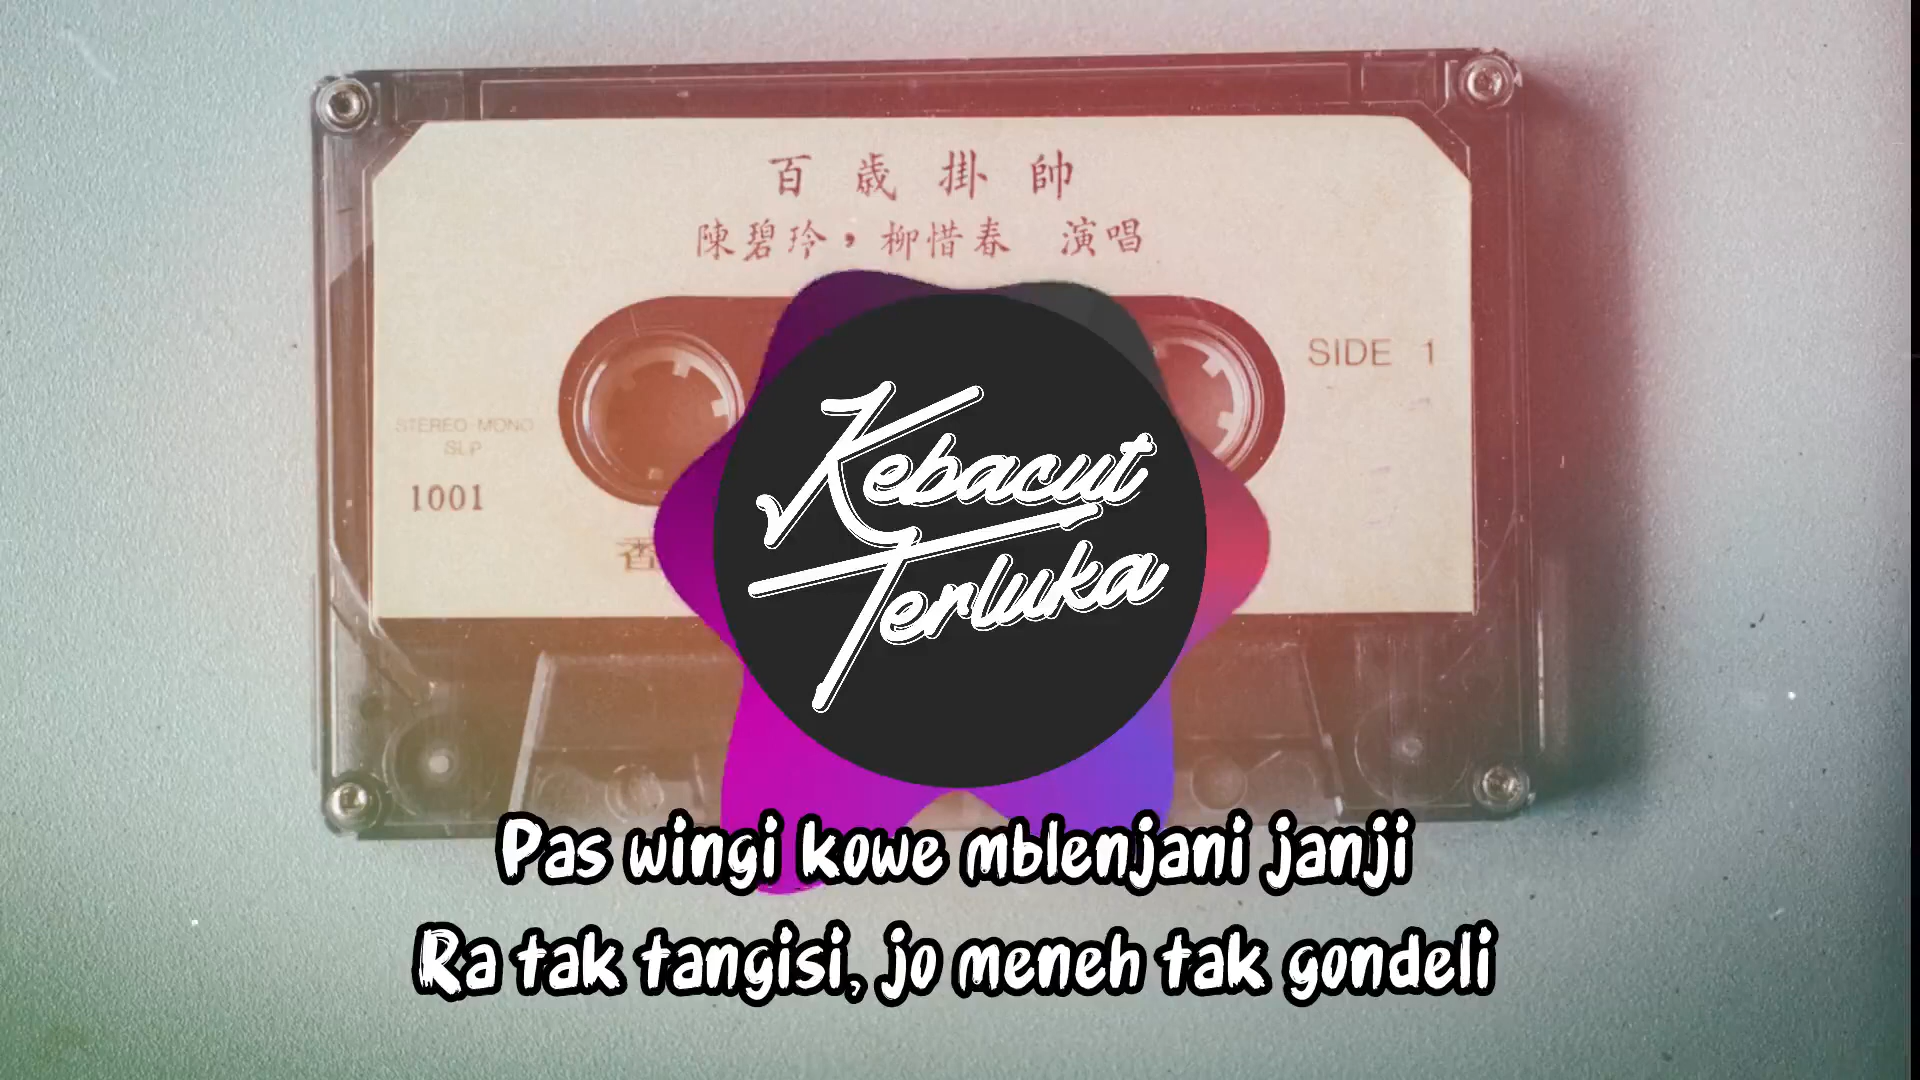 百歲掛帥
陳碧玲，柳惜春 演唱
SIDE 1
STEREO-MONO
SLP
1001
香
Kebacut
Terluka
Pas wingi kowe mblenjani janji
Ra tak tangisi, jo meneh tak gondeli